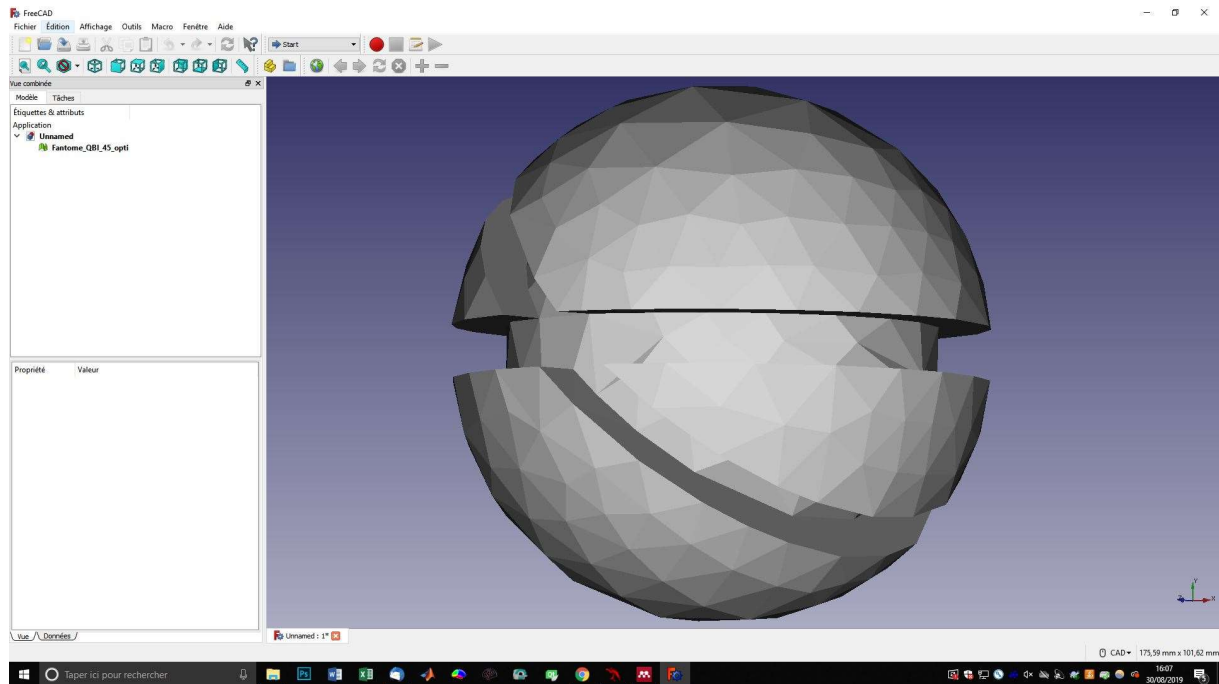 FreeCAD
Fichier Édition Affichage Outils Macro Fenêtre Aide
Start
Vue combinée
Modèle Tâches
Étiquettes & attributs
Application
Unnamed
Fantome_QBI_45_opti
Propriété Valeur
Y
X
Vue Données
Unnamed : 1*
CAD 175,59 mm x 101,62 mm
Taper ici pour rechercher
16:07
30/08/2019